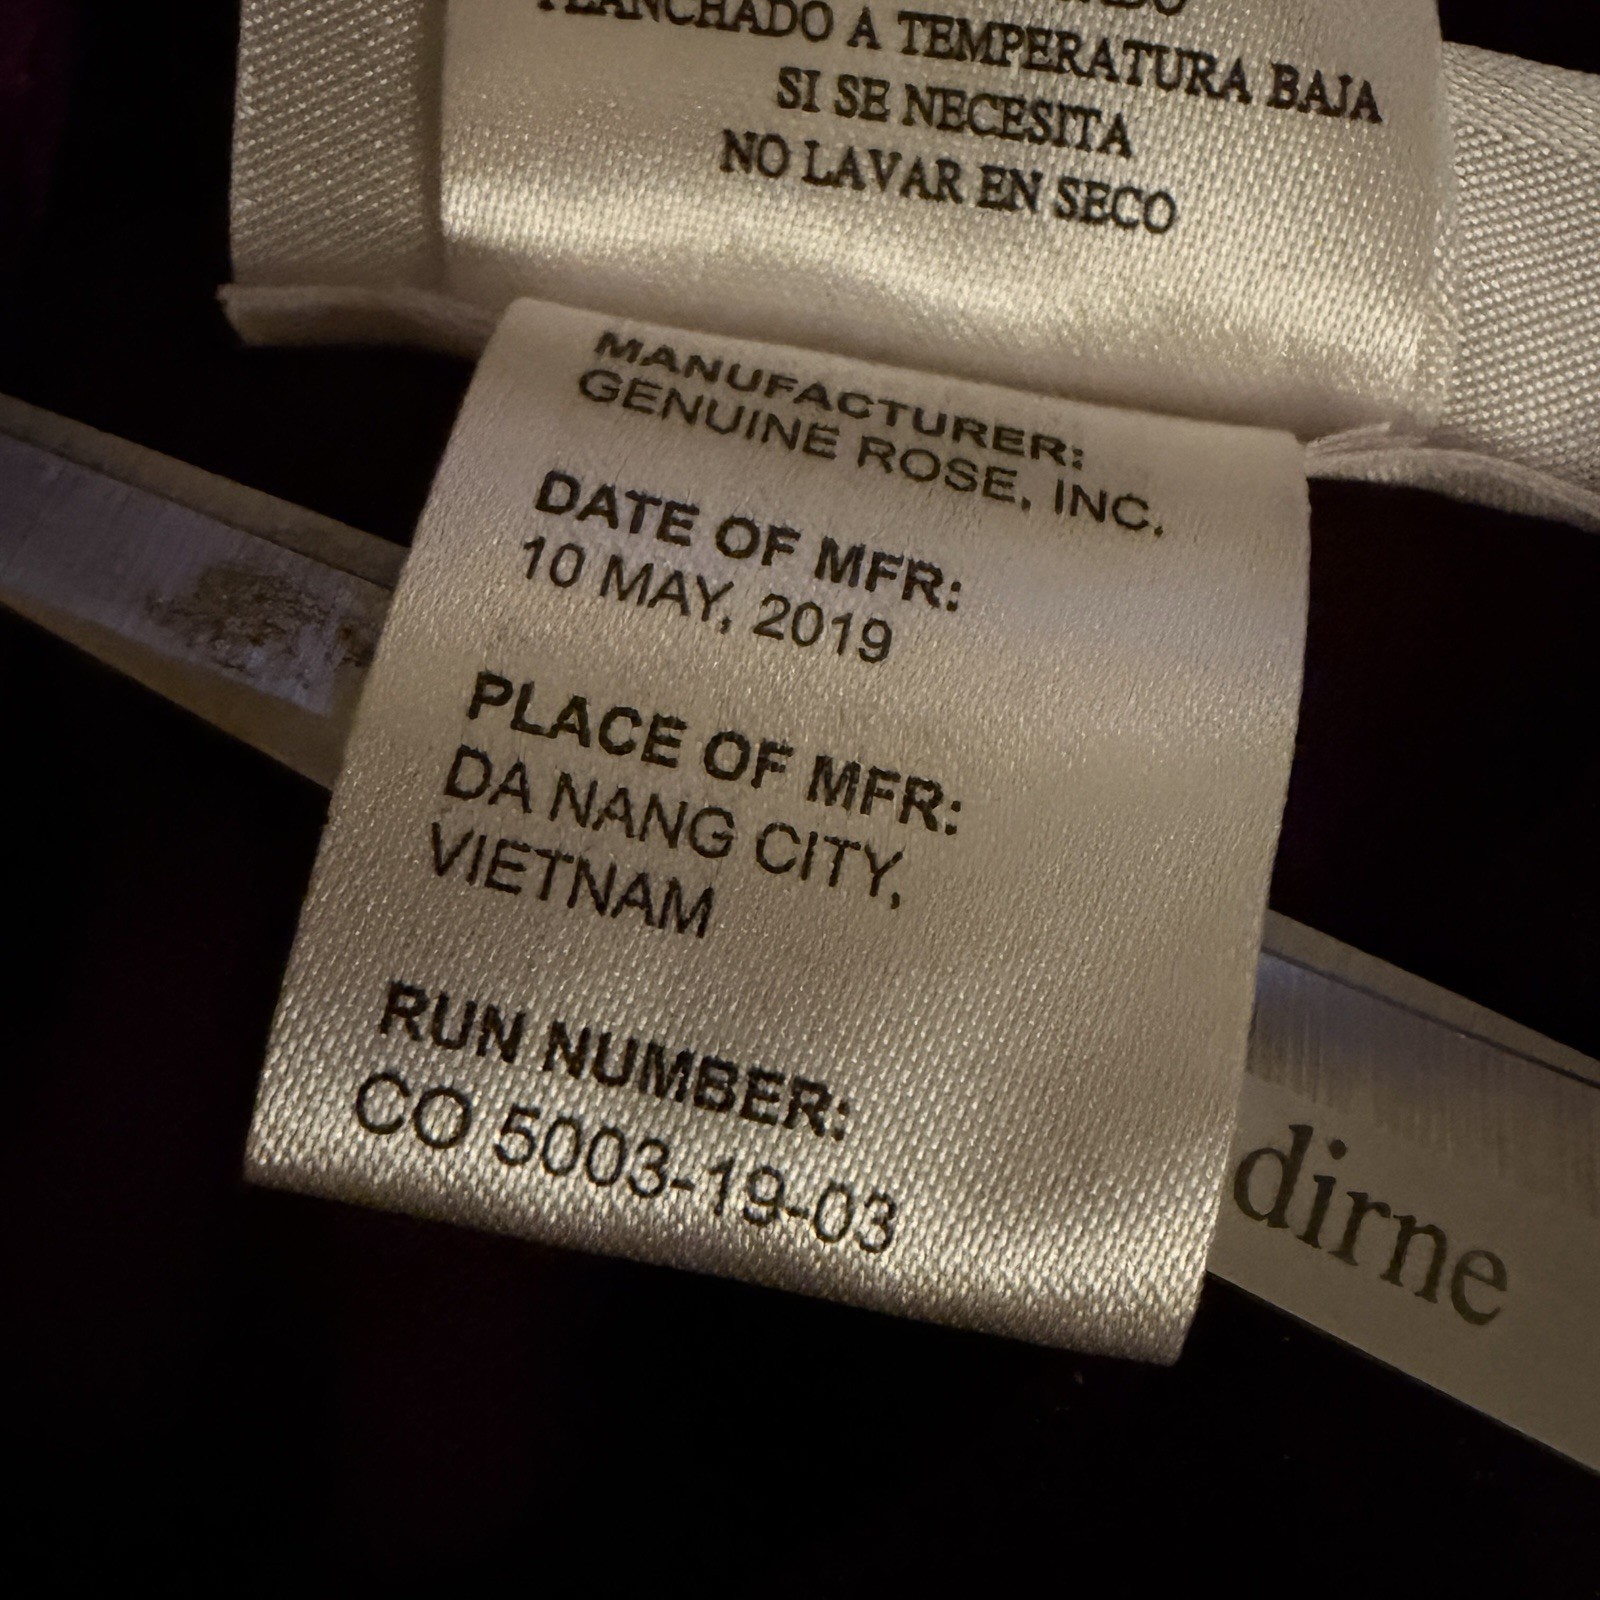 PLANCHADO A TEMPERATURA BAJA
SI SE NECESITA
NO LAVAR EN SECO
MANUFACTURER:
GENUINE ROSE, INC.
DATE OF MFR:
10 MAY, 2019
PLACE OF MFR:
DA NANG CITY,
VIETNAM
RUN NUMBER:
CO 5003-19-03
dirne